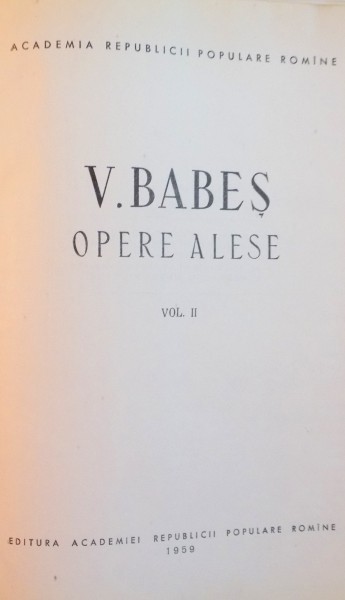 ACADEMIA REPUBLICII POPULARE ROMÎNE
V. BABEȘ
OPERE ALESE
VOL. II
EDITURA ACADEMIEI REPUBLICII POPULARE ROMÎNE
1959